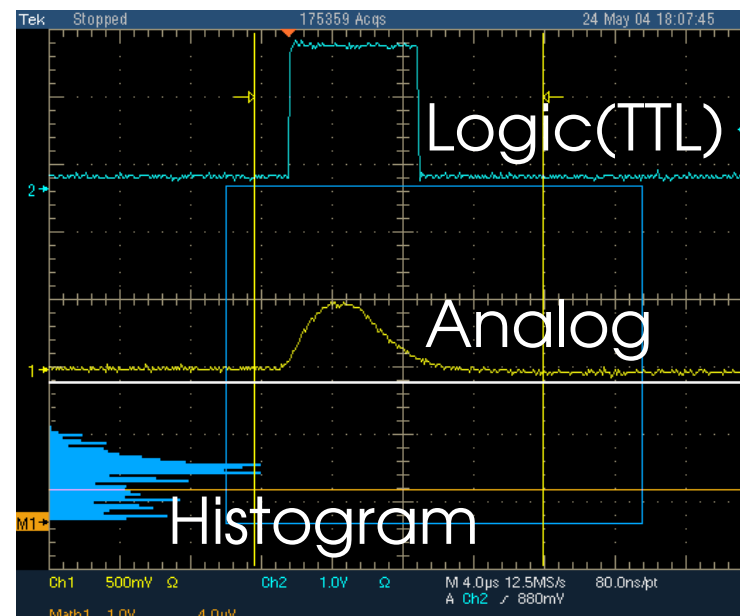 Tek Stopped 175359 Acqs 24 May 04 18:07:45
Logic(TTL)
2
Analog
1
Histogram
M1
Ch1 500mV Ω Ch2 1.0V Ω M 4.0µs 12.5MS/s 80.0ns/pt
A Ch2 ⌿ 880mV
Math1 1.0V 4.0µV